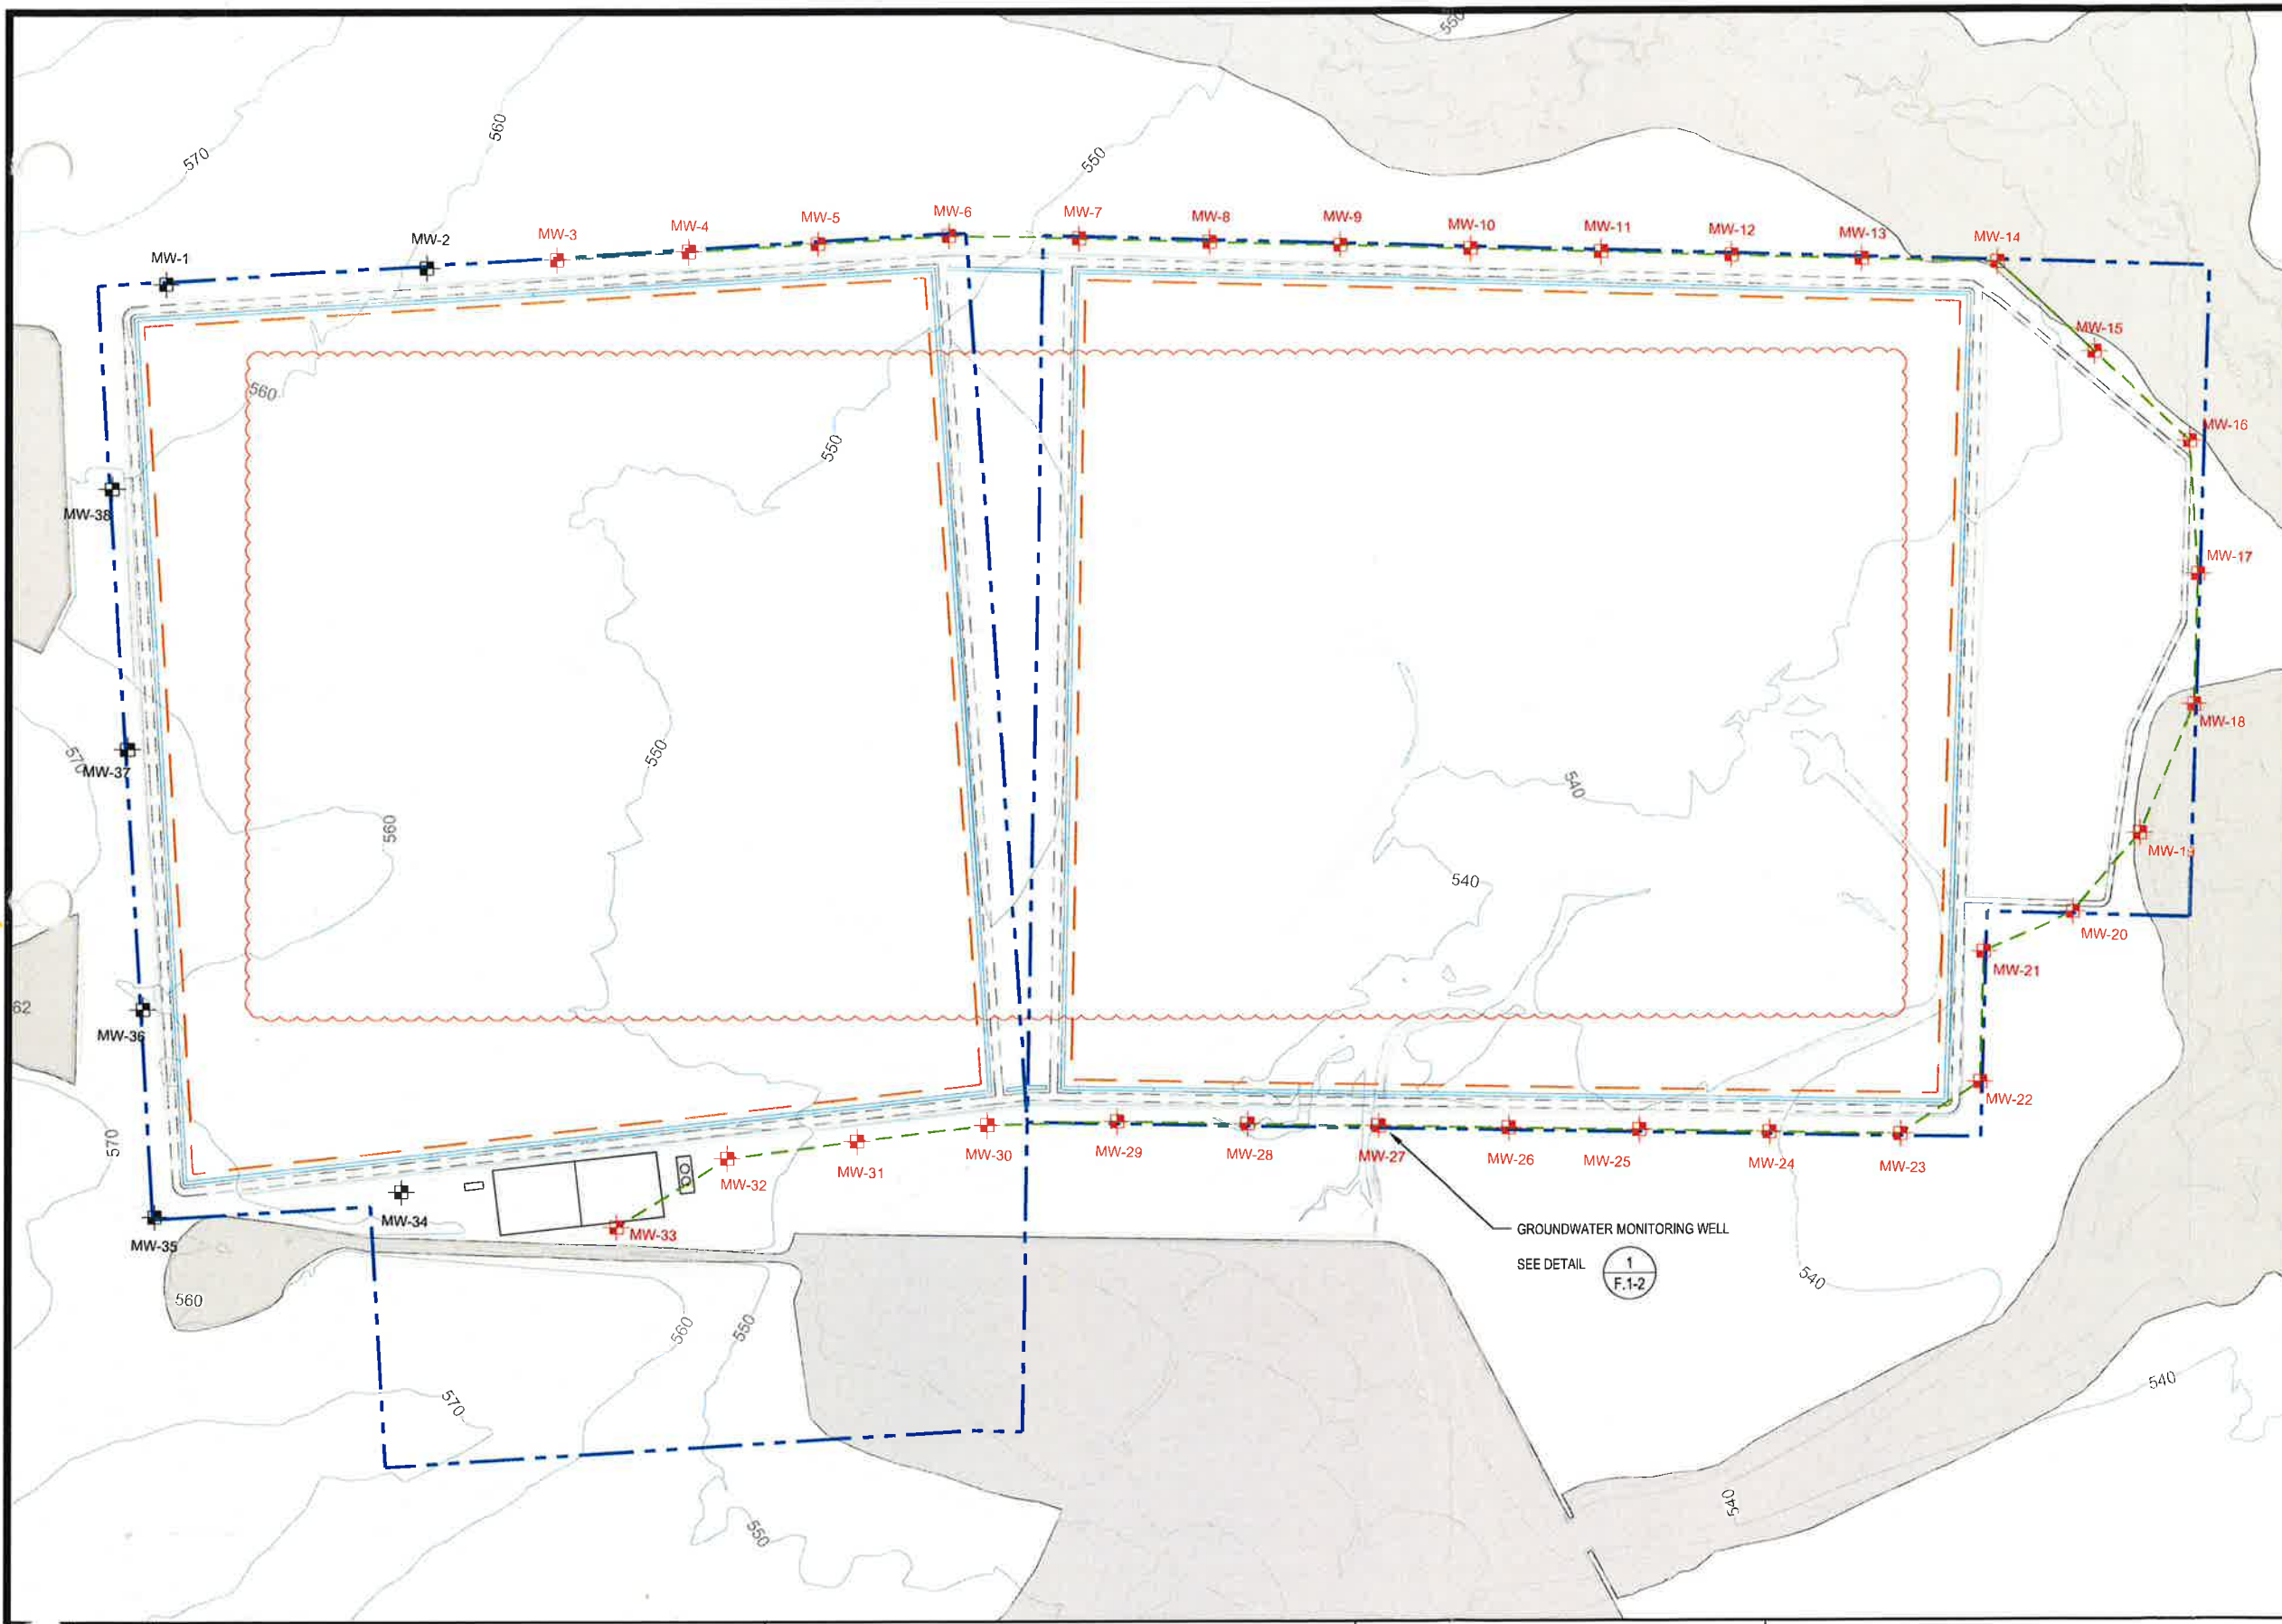 550
570
560
550
MW-1
MW-2
MW-3
MW-4
MW-5
MW-6
MW-7
MW-8
MW-9
MW-10
MW-11
MW-12
MW-13
MW-14
MW-15
MW-16
560
550
MW-38
MW-17
MW-18
570
MW-37
550
540
560
MW-19
540
MW-20
MW-21
62
MW-36
MW-22
570
MW-35
MW-34
MW-33
MW-32
MW-31
MW-30
MW-29
MW-28
MW-27
MW-26
MW-25
MW-24
MW-23
GROUNDWATER MONITORING WELL
SEE DETAIL
1
F.1-2
540
560
560
550
570
540
540
550